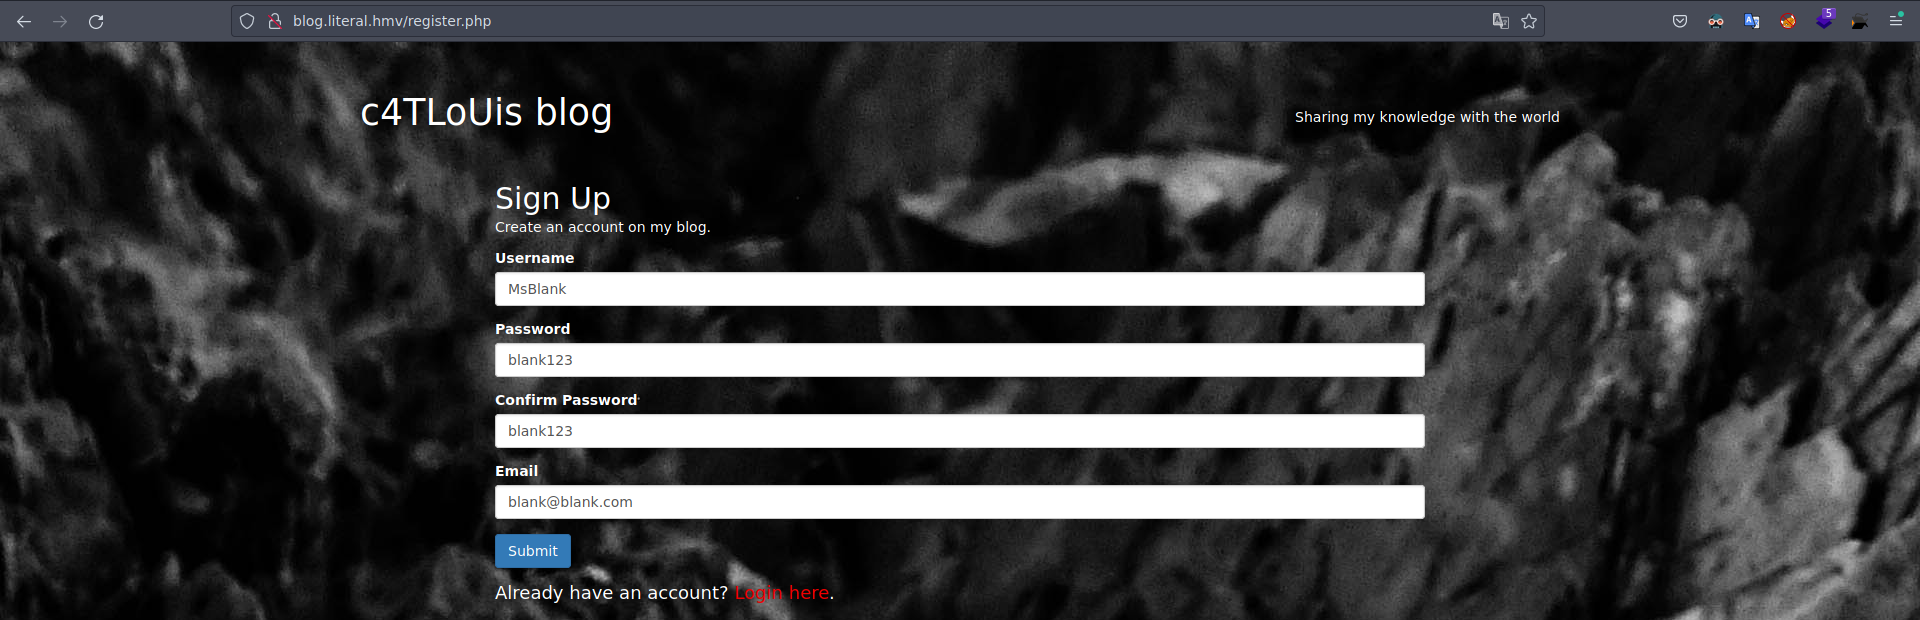 blog.literal.hmv/register.php
5
c4TLoUis blog
Sharing my knowledge with the world
Sign Up
Create an account on my blog.
Username
MsBlank
Password
blank123
Confirm Password
blank123
Email
blank@blank.com
Submit
Already have an account? Login here.